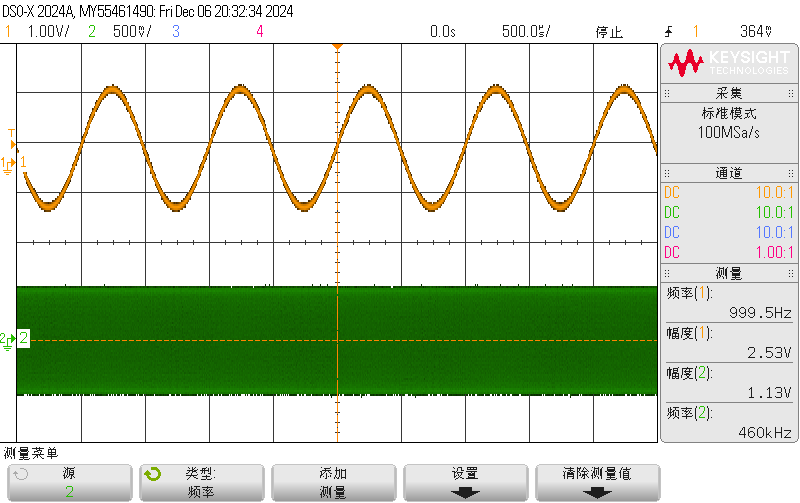 DSO-X 2024A, MY55461490: Fri Dec 06 20:32:34 2024
1 1.00V/ 2 500mV/ 3 4 0.0s 500.0us/ 停止 1 364mV
KEYSIGHT
TECHNOLOGIES
采集
标准模式
100MSa/s
通道
DC 10.0:1
DC 10.0:1
DC 10.0:1
DC 1.00:1
测量
频率(1):
999.5Hz
幅度(1):
2.53V
幅度(2):
1.13V
频率(2):
460kHz
T
1 1
2 2
测量菜单
源
2
类型:
频率
添加
测量
设置
清除测量值